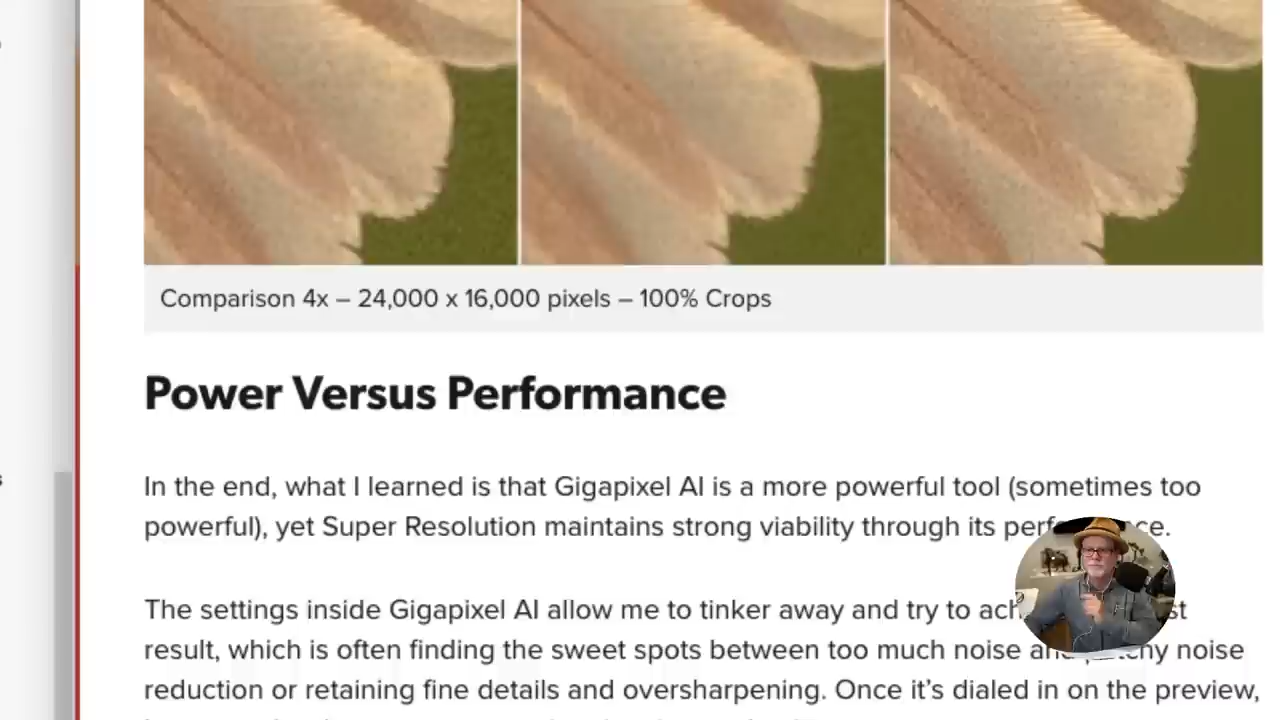 Comparison 4x – 24,000 x 16,000 pixels – 100% Crops
Power Versus Performance
In the end, what I learned is that Gigapixel AI is a more powerful tool (sometimes too
powerful), yet Super Resolution maintains strong viability through its
The settings inside Gigapixel AI allow me to tinker away and try to
result, which is often finding the sweet spots between too much noise and noise
reduction or retaining fine details and oversharpening. Once it’s dialed in on the preview,